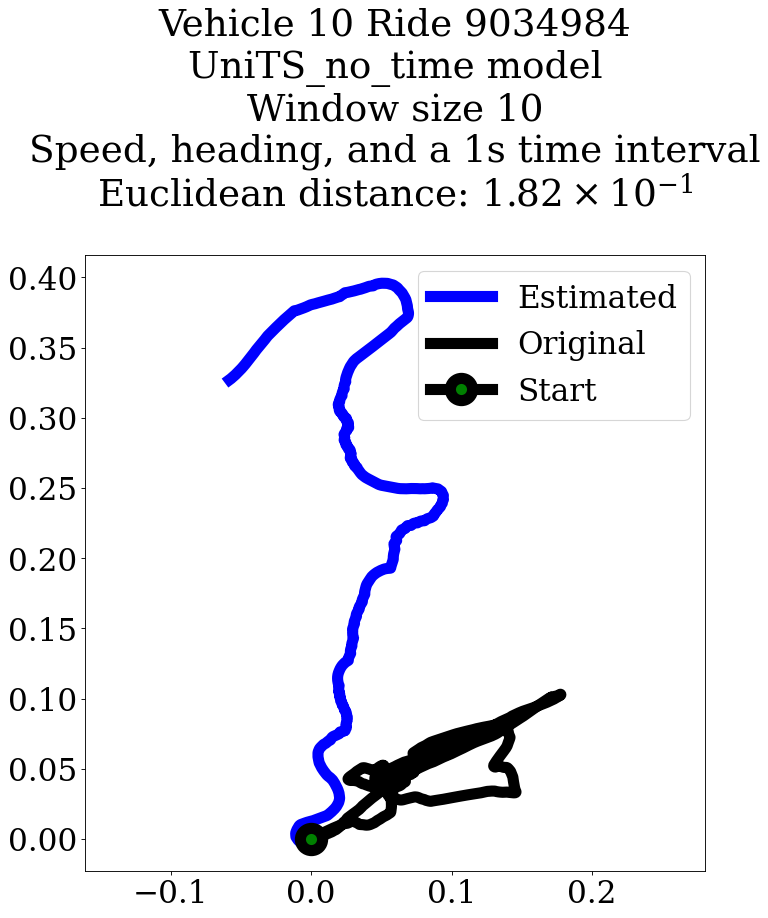 Vehicle 10 Ride 9034984
UniTS_no_time model
Window size 10
Speed, heading, and a 1s time interval
Euclidean distance: 1.82 × 10⁻¹
Estimated
Original
Start
0.40
0.35
0.30
0.25
0.20
0.15
0.10
0.05
0.00
−0.1 0.0 0.1 0.2